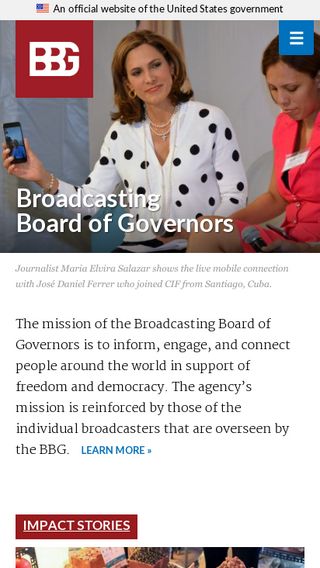 An official website of the United States government
BBG
Broadcasting
Board of Governors
Journalist Maria Elvira Salazar shows the live mobile connection
with José Daniel Ferrer who joined CIF from Santiago, Cuba.
The mission of the Broadcasting Board of
Governors is to inform, engage, and connect
people around the world in support of
freedom and democracy. The agency’s
mission is reinforced by those of the
individual broadcasters that are overseen by
the BBG. LEARN MORE »
IMPACT STORIES